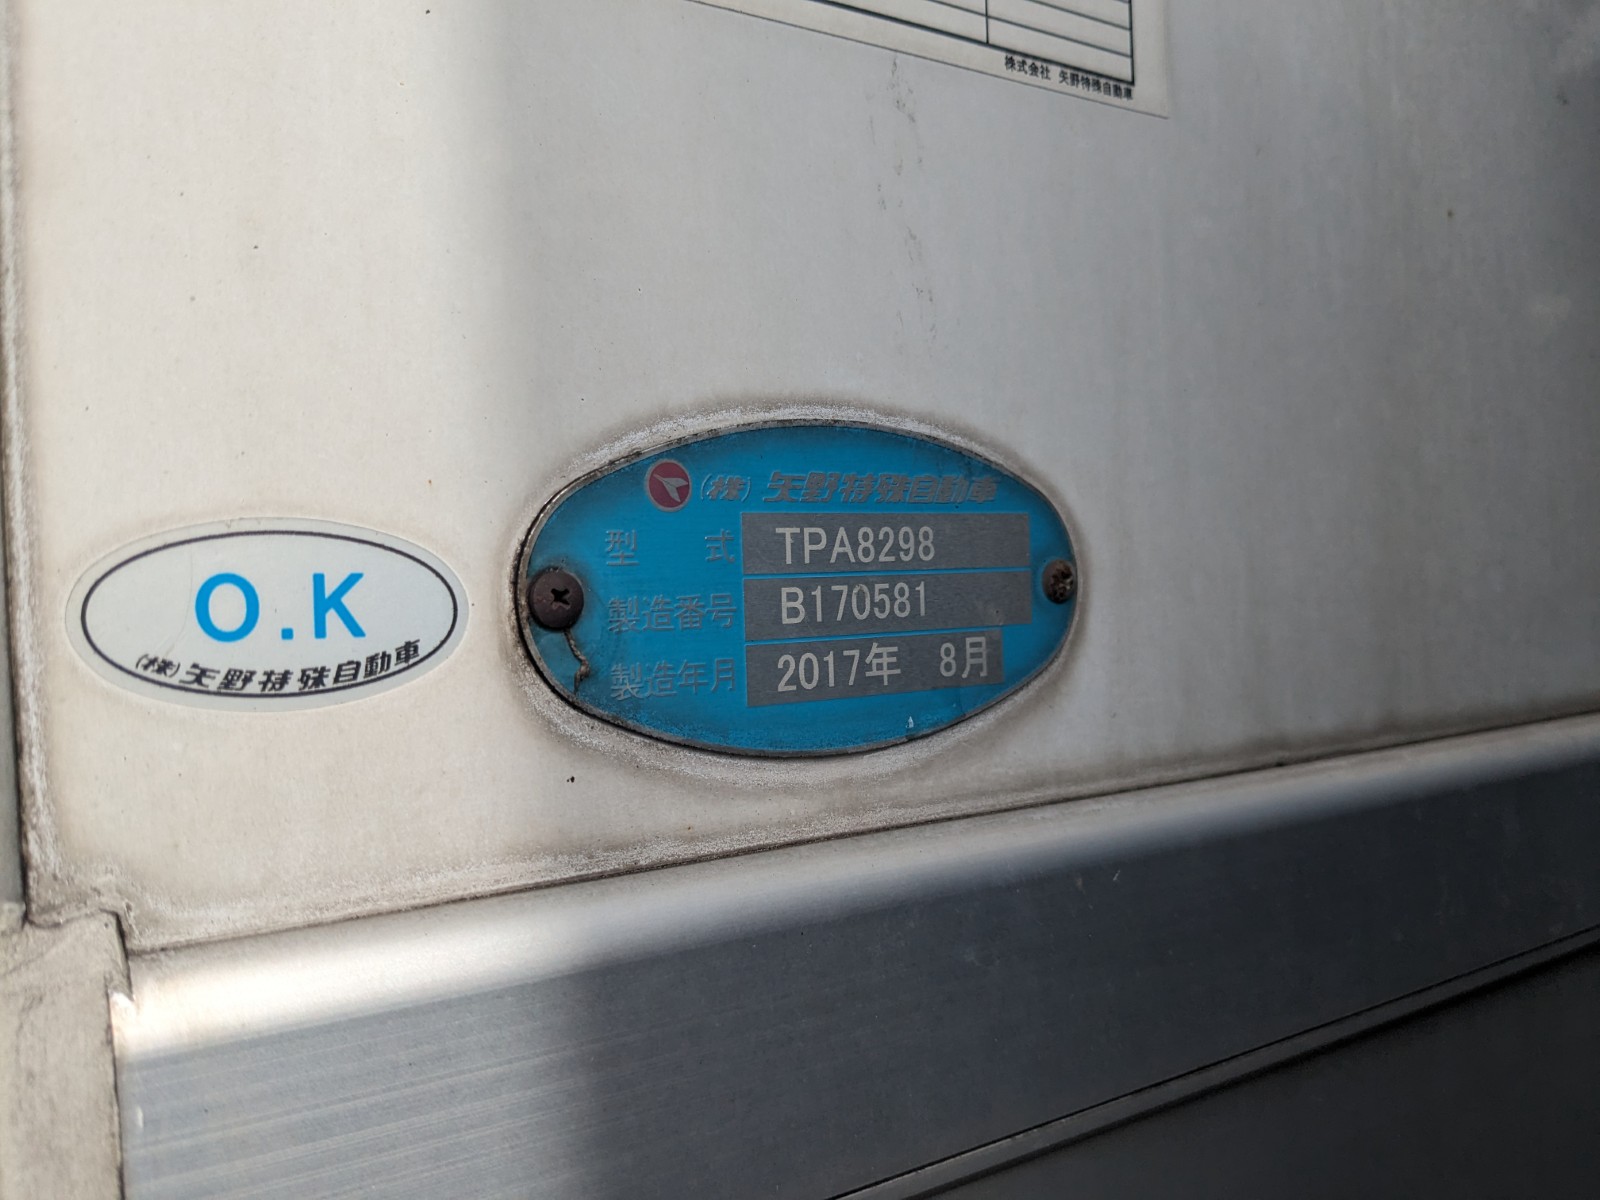 株式会社 矢野特殊自動車
(株) 矢野特殊自動車
型 式 TPA8298
製造番号 B170581
製造年月 2017年 8月
O.K
(株) 矢野特殊自動車